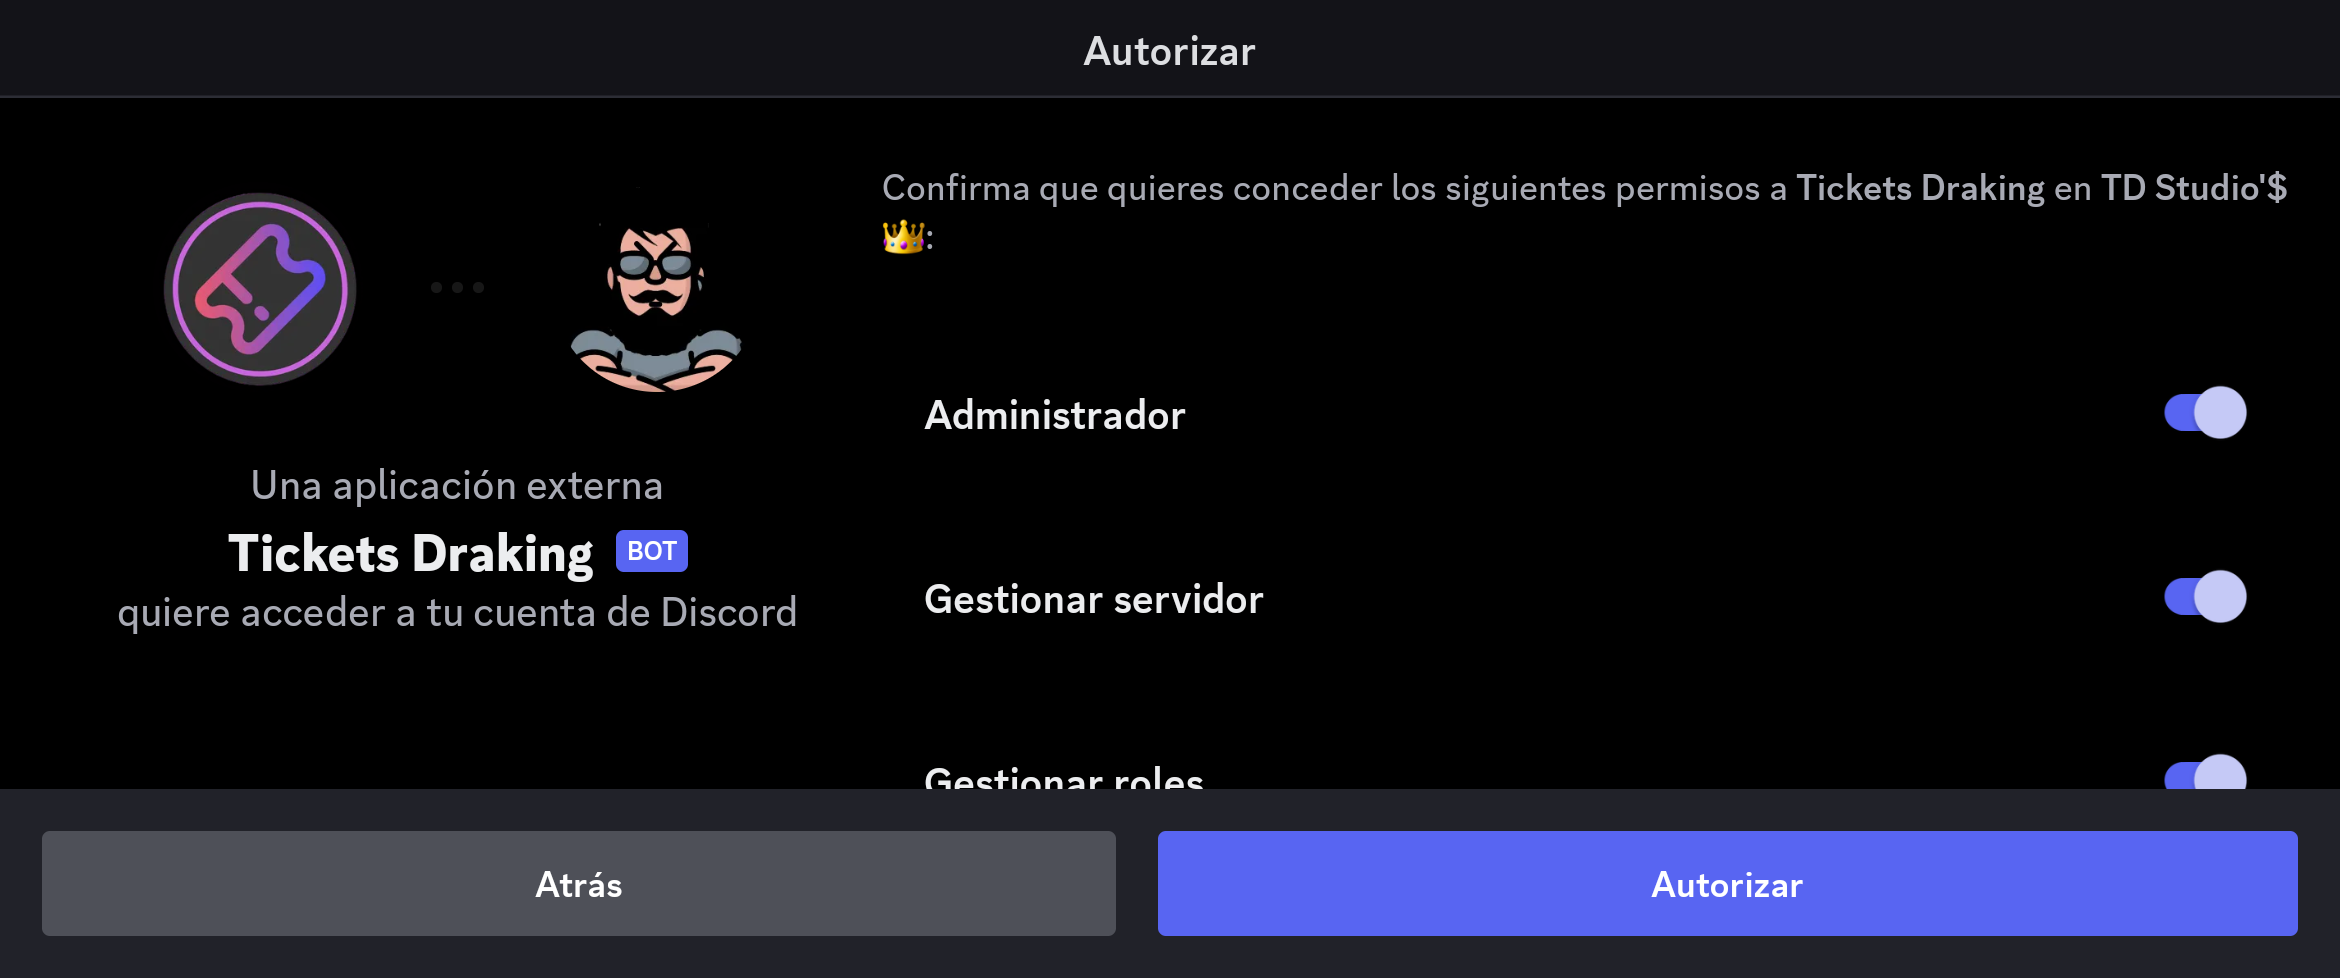 Autorizar
Una aplicación externa
Tickets Draking BOT
quiere acceder a tu cuenta de Discord
Confirma que quieres conceder los siguientes permisos a Tickets Draking en TD Studio'$
👑:
Administrador
Gestionar servidor
Gestionar roles
Atrás
Autorizar